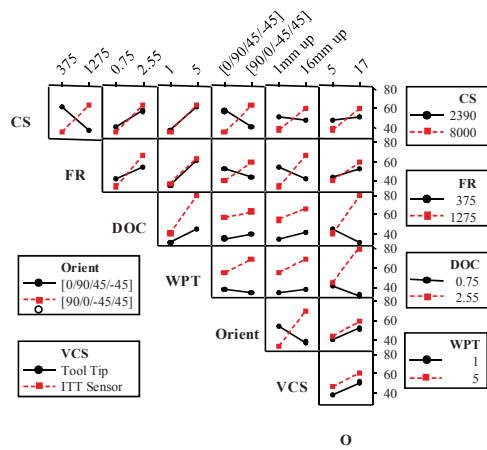 375 1275 0.75 2.55 1 5 [0/90/45/-45] [90/0/-45/45] 1mm up 16mm up 5 17
80
CS 60 CS
40 2390
80 8000
FR 60
40 FR
80 375
DOC 60 1275
40
Orient 80 DOC
[0/90/45/-45] WPT 60 0.75
[90/0/-45/45] 40 2.55
80
VCS Orient 60 WPT
Tool Tip 40 1
ITT Sensor 80 5
VCS 60
40
O